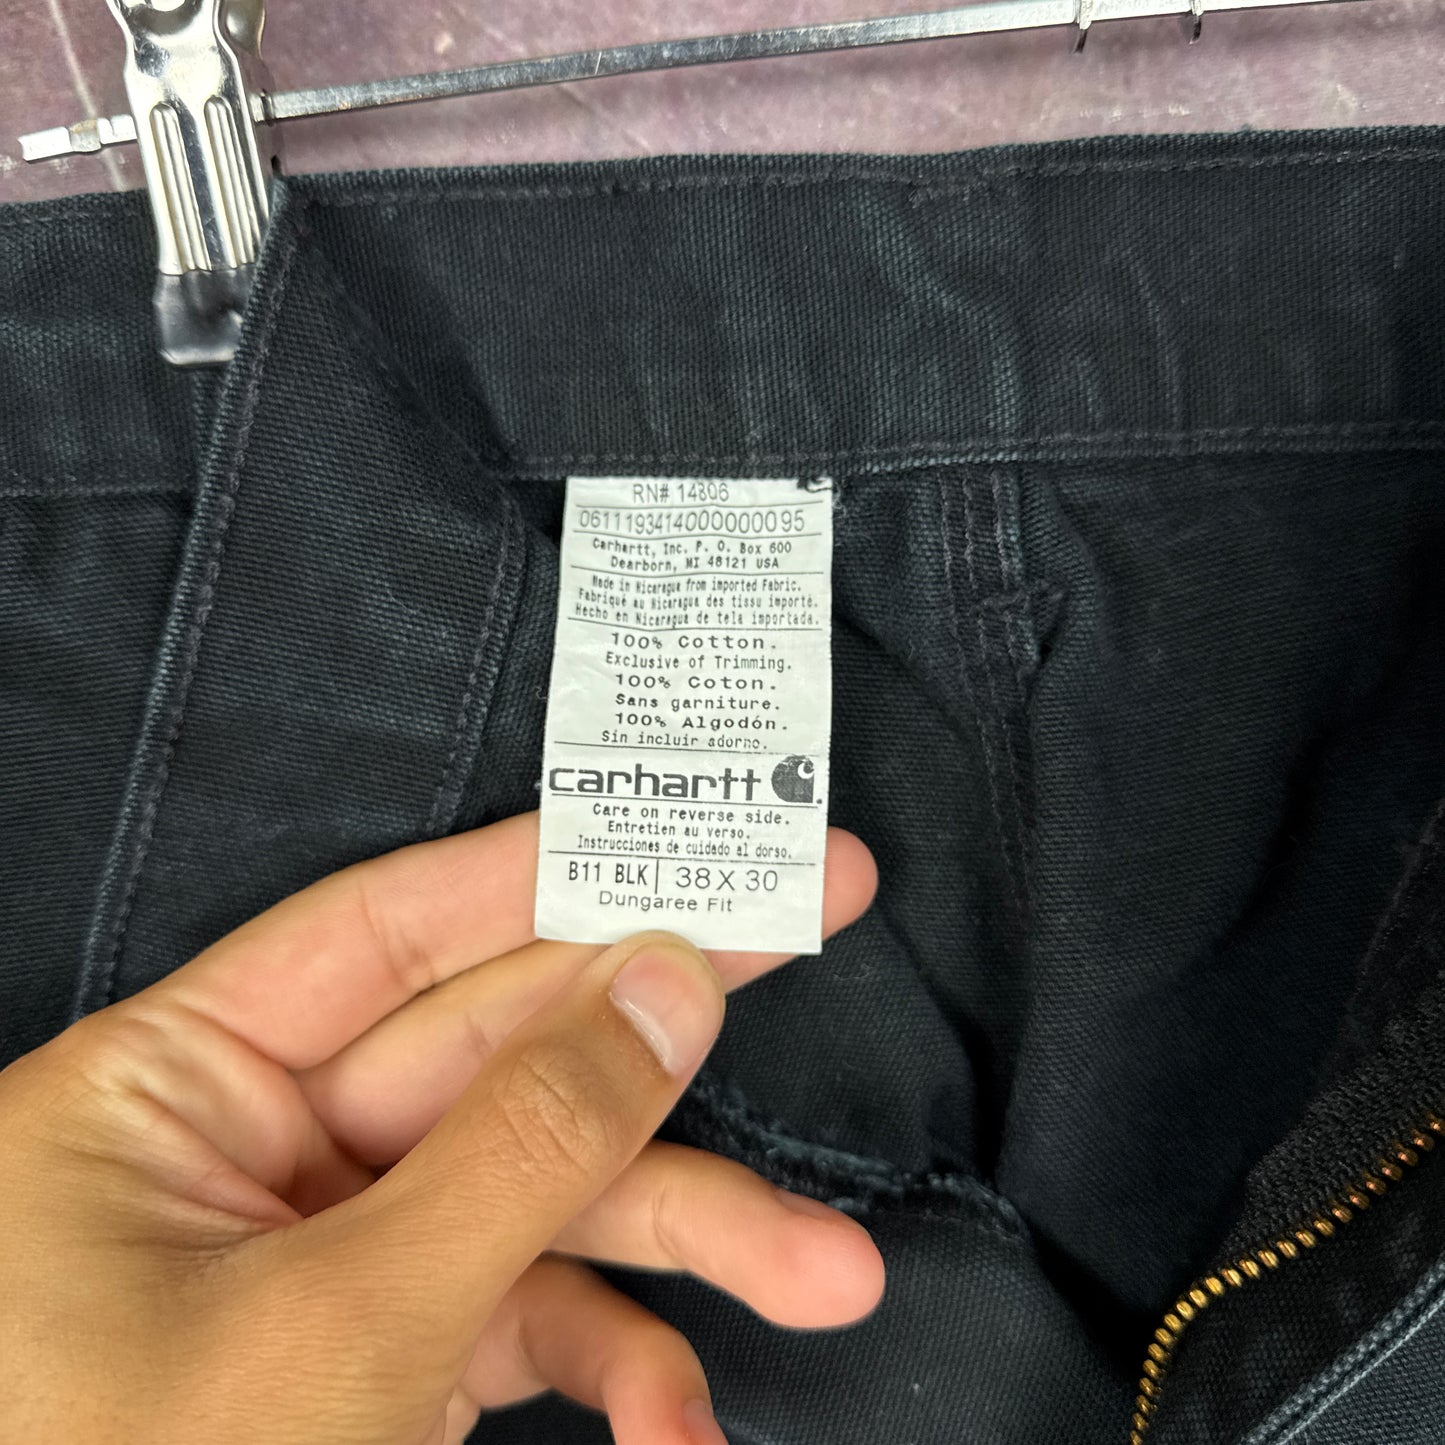 RN# 14806
0611193414000000095
Carhartt, Inc. P. O. Box 600
Dearborn, MI 48121 USA
Made in Nicaragua from imported Fabric.
Fabriqué au Nicaragua des tissu importé.
Hecho en Nicaragua de tela importada.
100% Cotton.
Exclusive of Trimming.
100% Coton.
Sans garniture.
100% Algodón.
Sin incluir adorno.
carhartt
Care on reverse side.
Entretien au verso.
Instrucciones de cuidado al dorso.
B11 BLK 38 X 30
Dungaree Fit